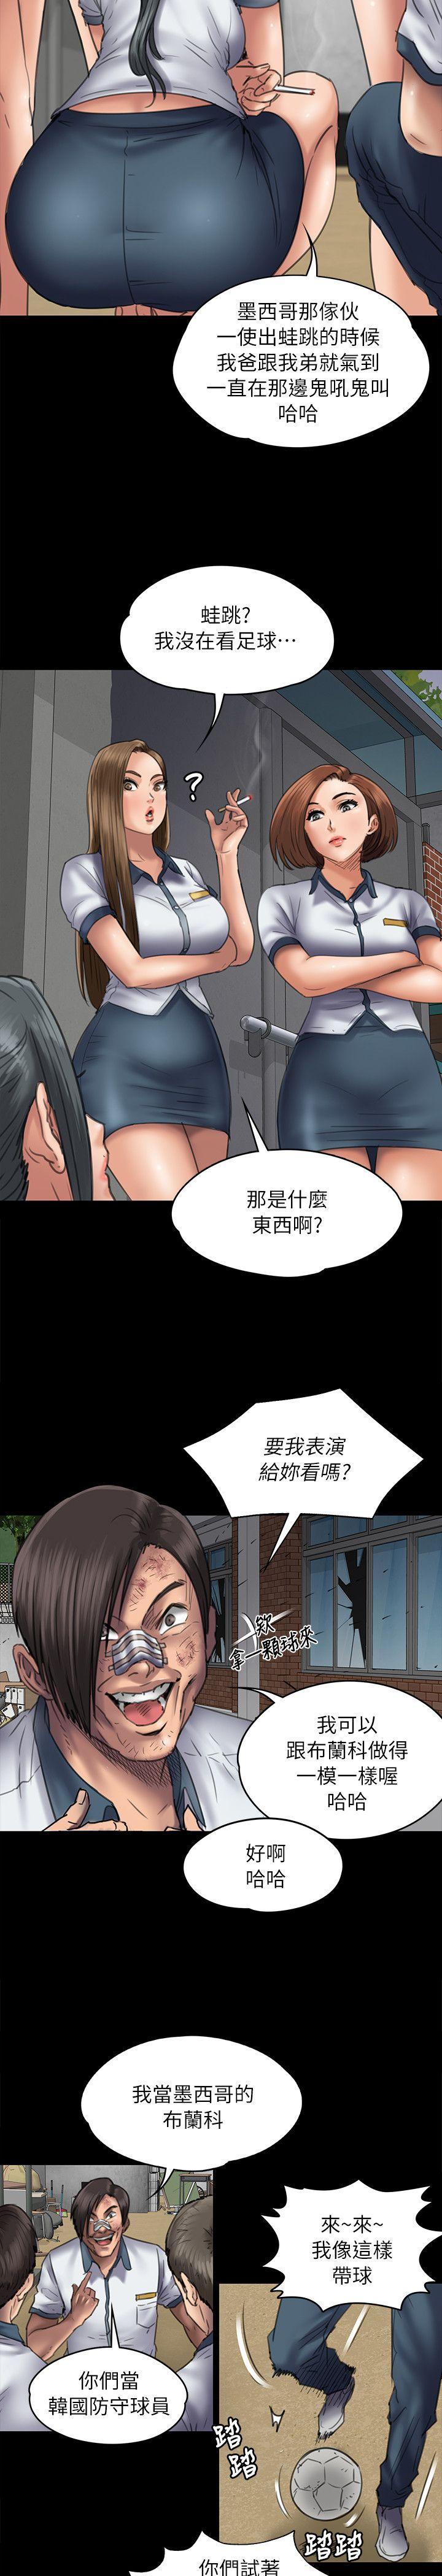 墨西哥那傢伙
一使出蛙跳的時候
我爸跟我弟就氣到
一直在那邊鬼吼鬼叫
哈哈
蛙跳?
我沒在看足球…
?
那是什麼
東西啊?
要我表演
給妳看嗎?
欸
拿一顆球來
我可以
跟布蘭科做得
一模一樣喔
哈哈
好啊
哈哈
我當墨西哥的
布蘭科
你們當
韓國防守球員
來~來~
我像這樣
帶球
踏
踏
踏踏
你們試著